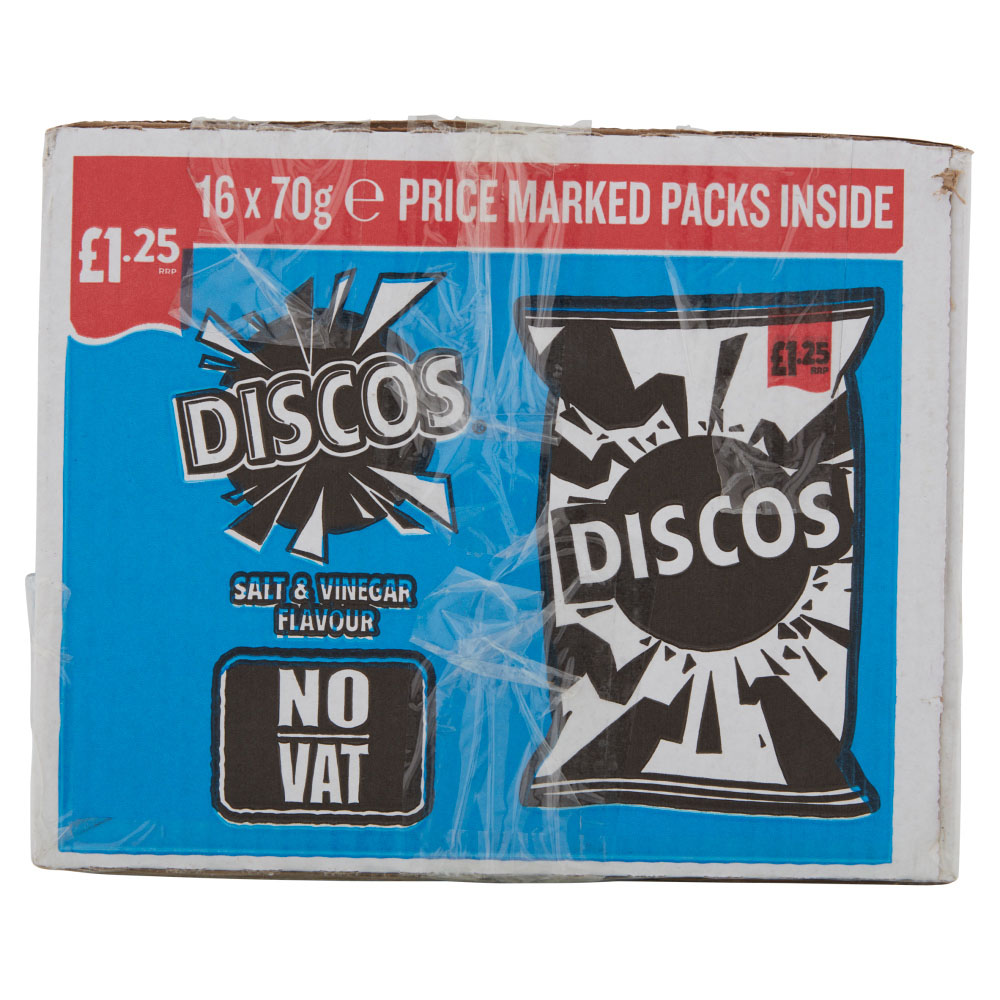 16 x 70g ℮ PRICE MARKED PACKS INSIDE
£1.25
RRP
DISCOS
SALT & VINEGAR
FLAVOUR
NO
VAT
£1.25
RRP
DISCOS